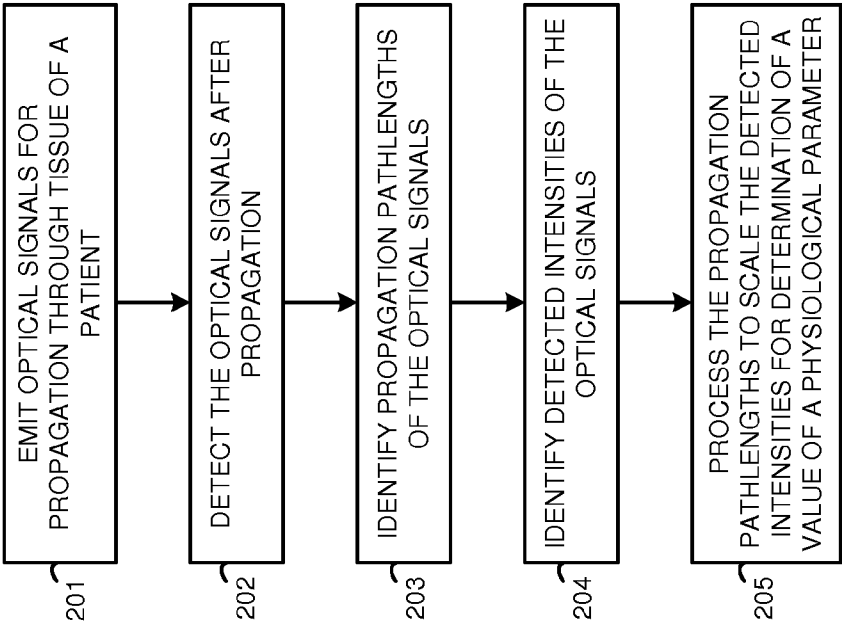 EMIT OPTICAL SIGNALS FOR
PROPAGATION THROUGH TISSUE OF A
PATIENT
201
DETECT THE OPTICAL SIGNALS AFTER
PROPAGATION
202
IDENTIFY PROPAGATION PATHLENGTHS
OF THE OPTICAL SIGNALS
203
IDENTIFY DETECTED INTENSITIES OF THE
OPTICAL SIGNALS
204
PROCESS THE PROPAGATION
PATHLENGTHS TO SCALE THE DETECTED
INTENSITIES FOR DETERMINATION OF A
VALUE OF A PHYSIOLOGICAL PARAMETER
205